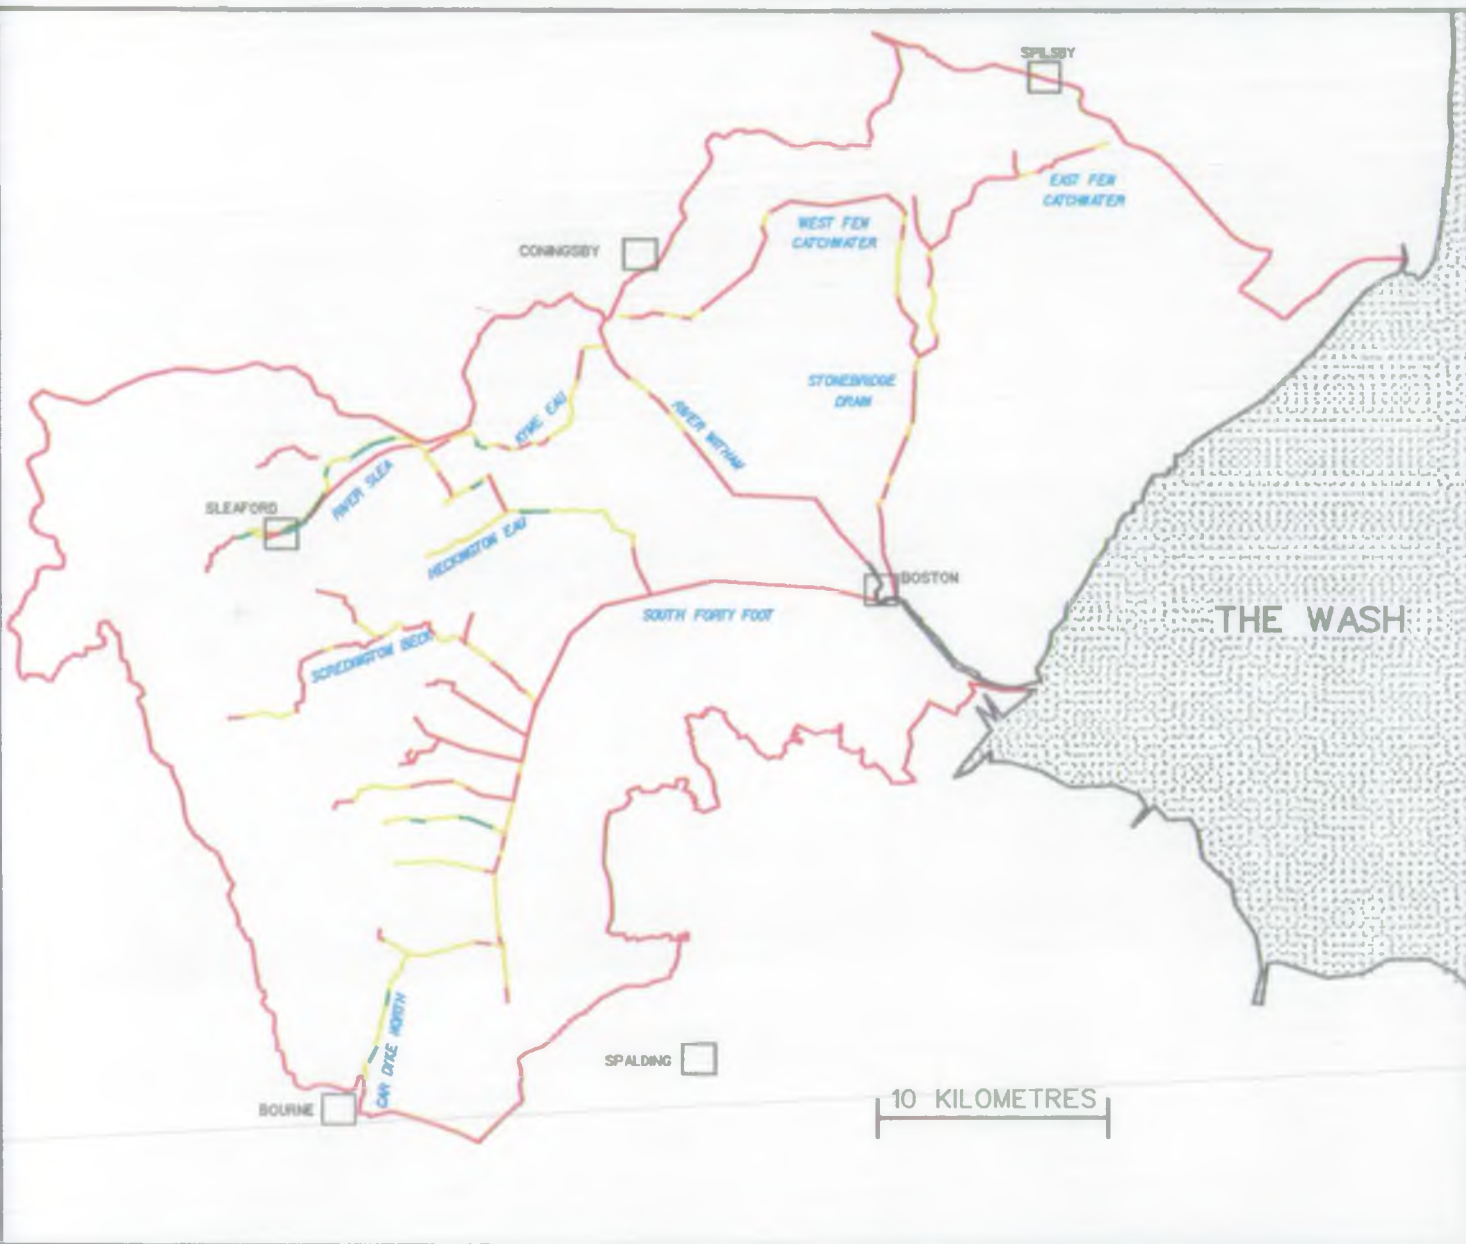 SPILSBY
EAST FEN
CATCHWATER
WEST FEN
CATCHWATER
CONINGSBY
STONEBRIDGE
DRAIN
KYME EAU
RIVER WITHAM
RIVER SLEA
SLEAFORD
HECKINGTON EAU
BOSTON
SOUTH FORTY FOOT
THE WASH
SCREDINGTON BECK
CAR DYKE NORTH
SPALDING
BOURNE
10 KILOMETRES